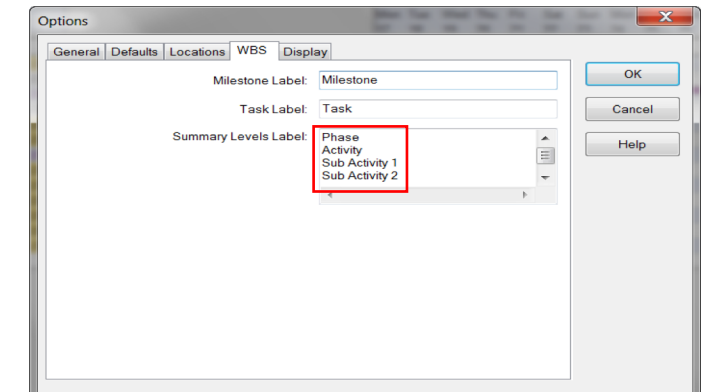 Options
General Defaults Locations WBS Display
Milestone Label: Milestone
Task Label: Task
Summary Levels Label: Phase
Activity
Sub Activity 1
Sub Activity 2
OK
Cancel
Help